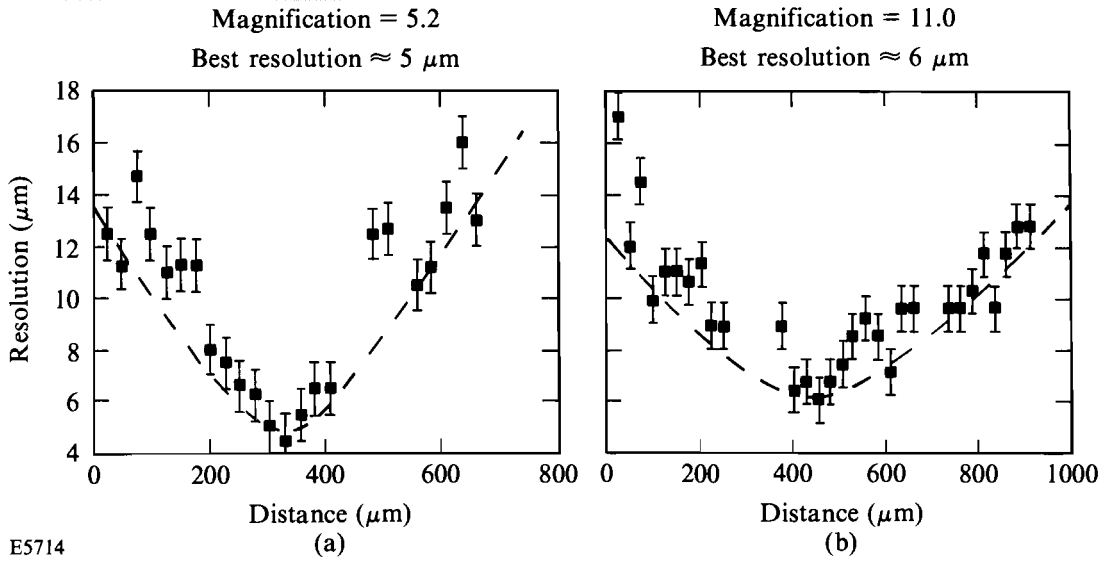 Magnification = 5.2
Best resolution ≈ 5 μm
Magnification = 11.0
Best resolution ≈ 6 μm
Resolution (μm)
18
16
14
12
10
8
6
4
0
200
400
600
800
Distance (μm)
(a)
0
200
400
600
800
1000
Distance (μm)
(b)
E5714